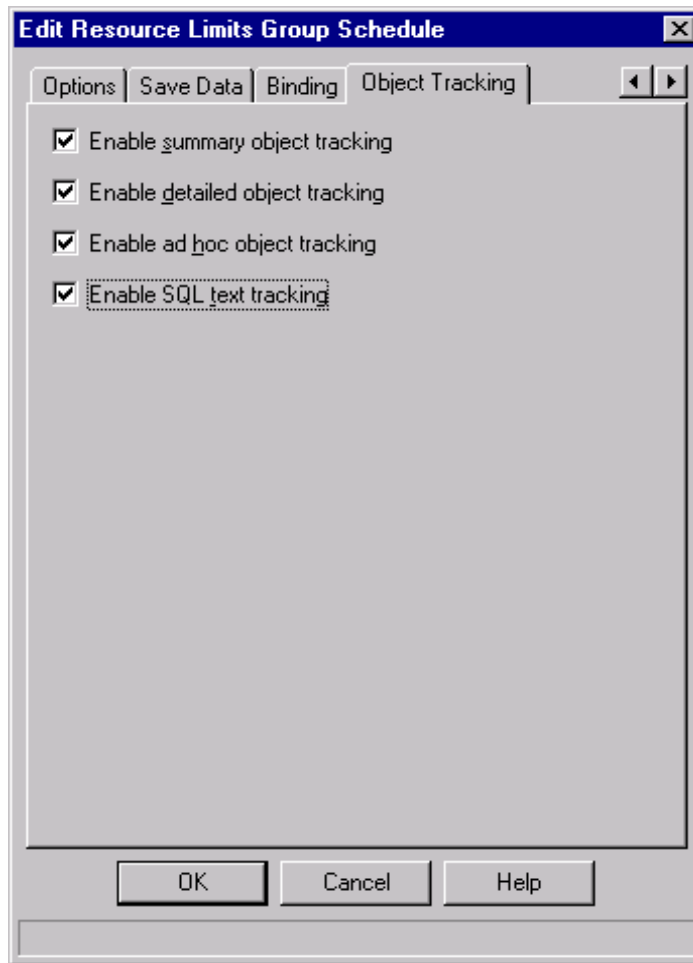 Edit Resource Limits Group Schedule
Options Save Data Binding Object Tracking
Enable summary object tracking
Enable detailed object tracking
Enable ad hoc object tracking
Enable SQL text tracking
OK Cancel Help